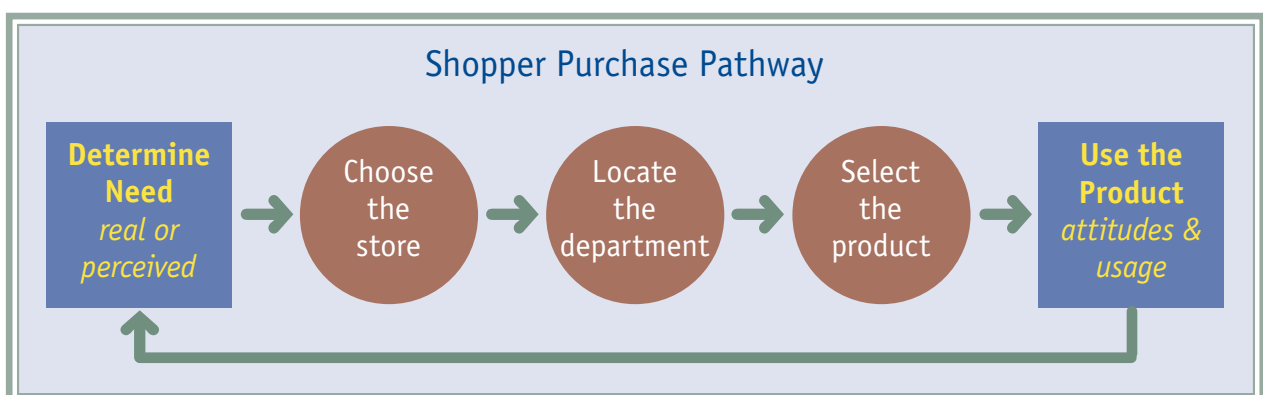 Shopper Purchase Pathway
Determine
Need
real or
perceived
Choose
the
store
Locate
the
department
Select
the
product
Use the
Product
attitudes &
usage